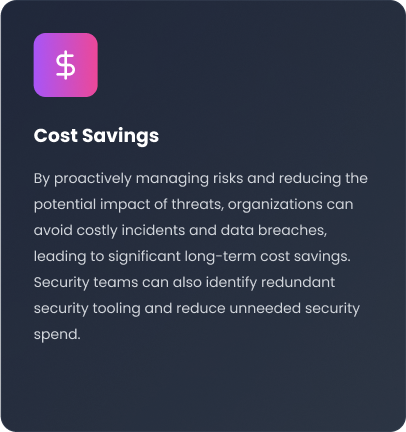 $
Cost Savings
By proactively managing risks and reducing the
potential impact of threats, organizations can
avoid costly incidents and data breaches,
leading to significant long-term cost savings.
Security teams can also identify redundant
security tooling and reduce unneeded security
spend.